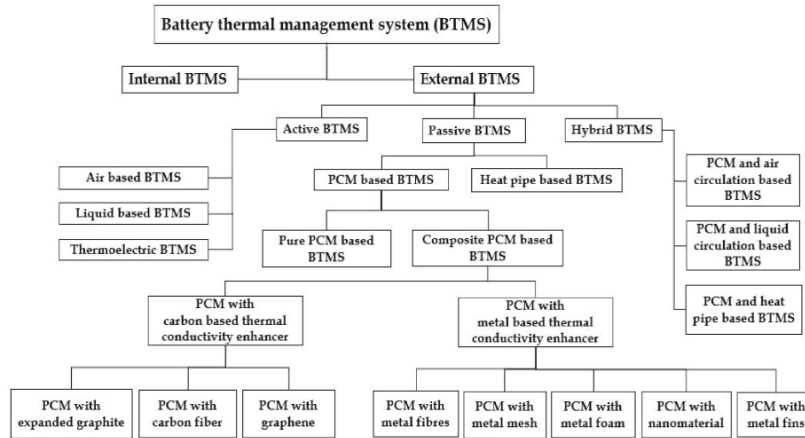 Battery thermal management system (BTMS)
Internal BTMS
External BTMS
Active BTMS
Passive BTMS
Hybrid BTMS
Air based BTMS
Liquid based BTMS
Thermoelectric BTMS
PCM based BTMS
Heat pipe based BTMS
PCM and air
circulation based
BTMS
PCM and liquid
circulation based
BTMS
PCM and heat
pipe based BTMS
Pure PCM based
BTMS
Composite PCM based
BTMS
PCM with
carbon based thermal
conductivity enhancer
PCM with
metal based thermal
conductivity enhancer
PCM with
expanded graphite
PCM with
carbon fiber
PCM with
graphene
PCM with
metal fibres
PCM with
metal mesh
PCM with
metal foam
PCM with
nanomaterial
PCM with
metal fins